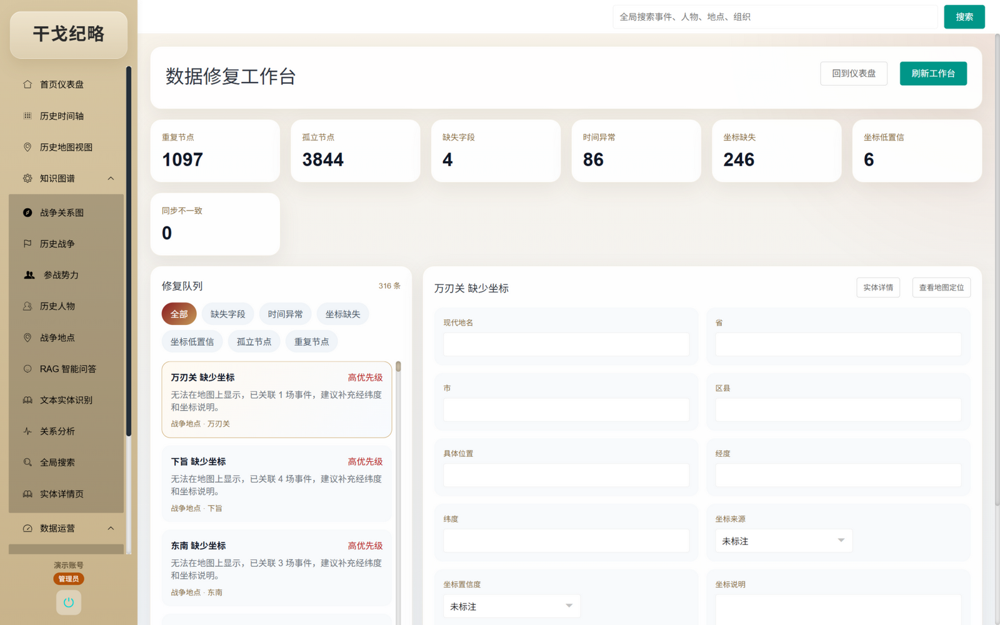 干戈纪略
首页仪表盘
历史时间轴
历史地图视图
知识图谱
战争关系图
历史战争
参战势力
历史人物
战争地点
RAG 智能问答
文本实体识别
关系分析
全局搜索
实体详情页
数据运营
演示账号
管理员
全局搜索事件、人物、地点、组织
搜索
数据修复工作台
回到仪表盘
刷新工作台
重复节点
1097
孤立节点
3844
缺失字段
4
时间异常
86
坐标缺失
246
坐标低置信
6
同步不一致
0
修复队列
316 条
全部
缺失字段
时间异常
坐标缺失
坐标低置信
孤立节点
重复节点
万刃关 缺少坐标
高优先级
无法在地图上显示，已关联 1 场事件，建议补充经纬度
和坐标说明。
战争地点 · 万刃关
下旨 缺少坐标
高优先级
无法在地图上显示，已关联 4 场事件，建议补充经纬度
和坐标说明。
战争地点 · 下旨
东南 缺少坐标
高优先级
无法在地图上显示，已关联 3 场事件，建议补充经纬度
和坐标说明。
战争地点 · 东南
万刃关 缺少坐标
实体详情
查看地图定位
现代地名
省
市
区县
具体位置
经度
纬度
坐标来源
未标注
坐标置信度
未标注
坐标说明